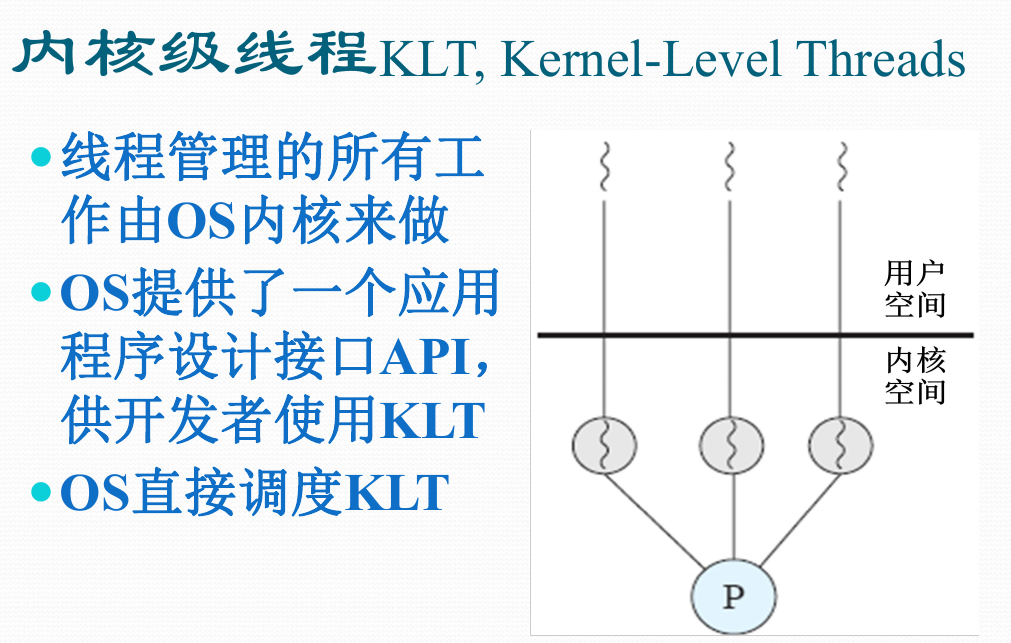 内核级线程KLT, Kernel-Level Threads
•线程管理的所有工
作由OS内核来做
•OS提供了一个应用
程序设计接口API，
供开发者使用KLT
•OS直接调度KLT
用户
空间
内核
空间
P